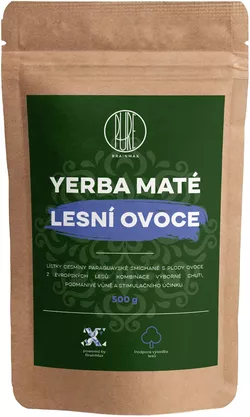 PURE
BRAINMAX
YERBA MATÉ
LESNÍ OVOCE
LÍSTKY CESMÍNY PARAGUAYSKÉ SMÍCHANÉ S PLODY OVOCE
Z EVROPSKÝCH LESŮ. KOMBINACE VÝBORNÉ CHUTI,
PODMANIVÉ VŮNĚ A STIMULAČNÍHO ÚČINKU.
500 g
powered by
BrainMax
Podpora výsadby
lesů